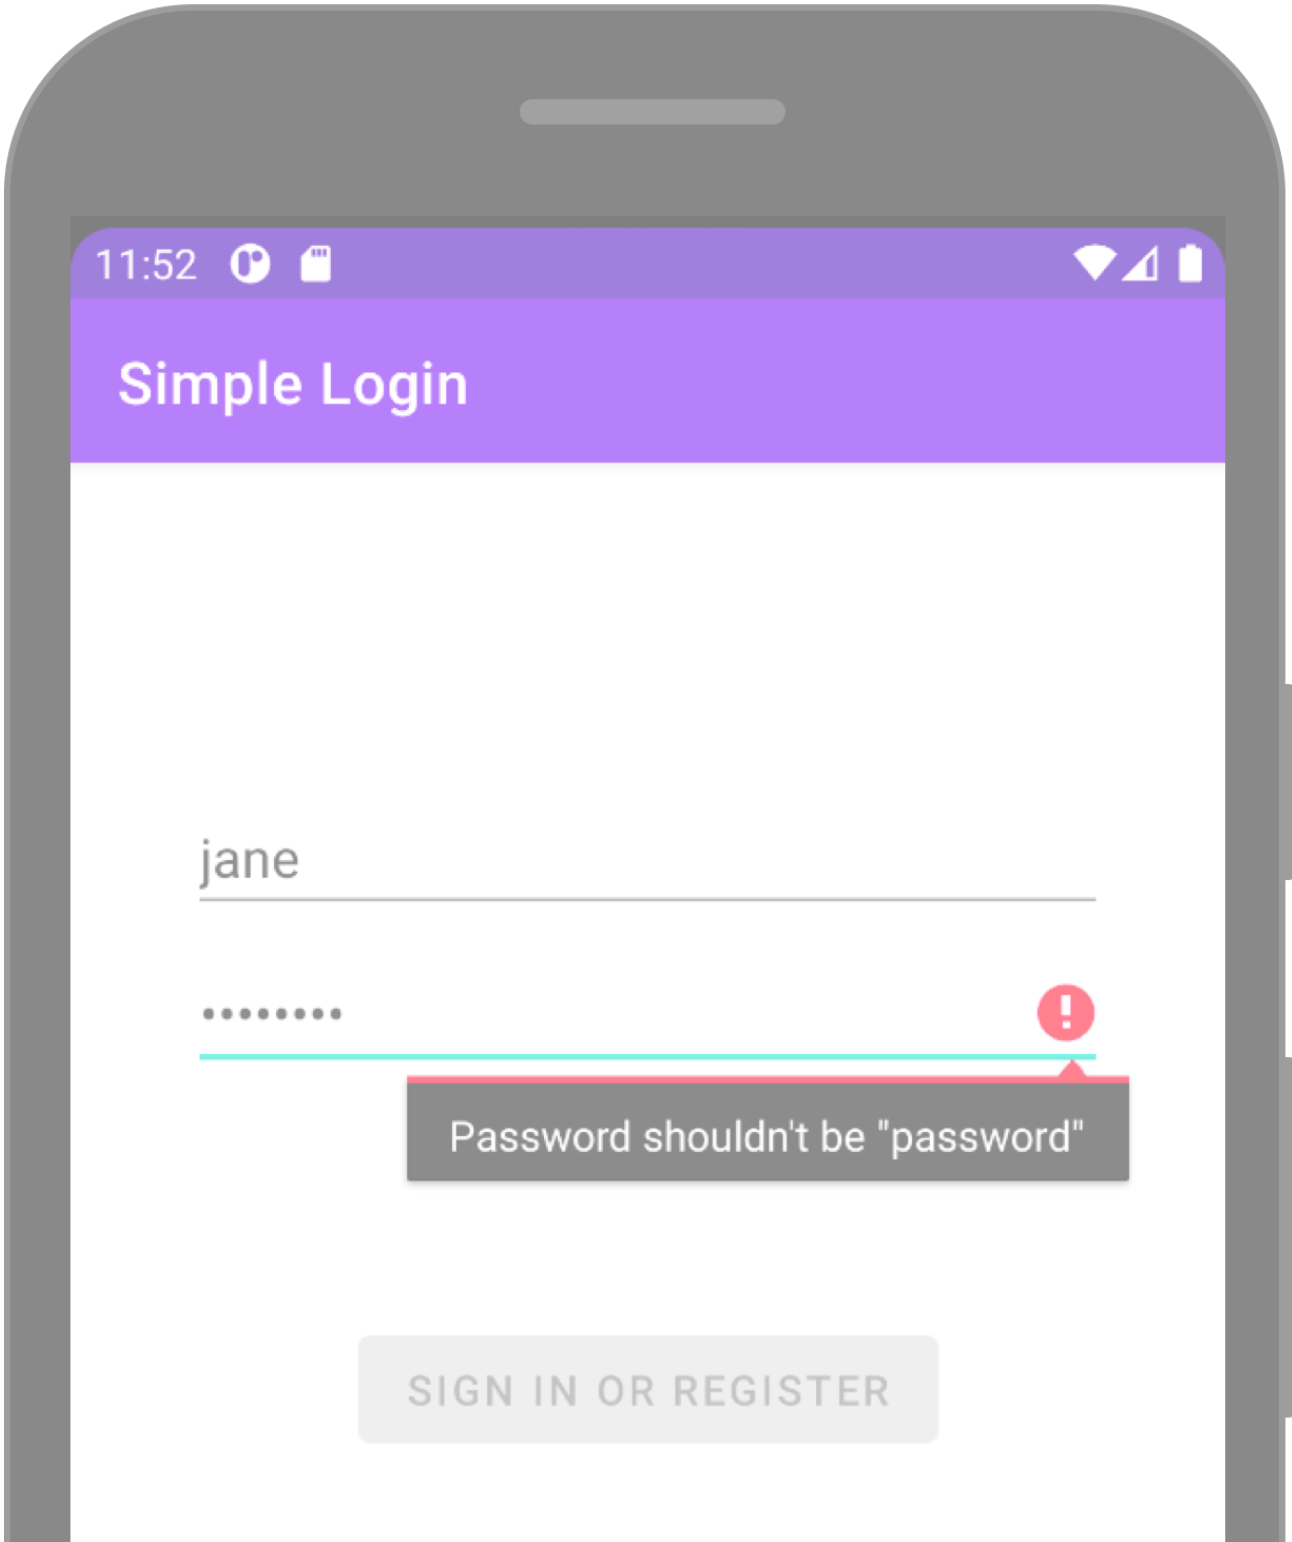 11:52
Simple Login
jane
••••••••
Password shouldn't be "password"
SIGN IN OR REGISTER